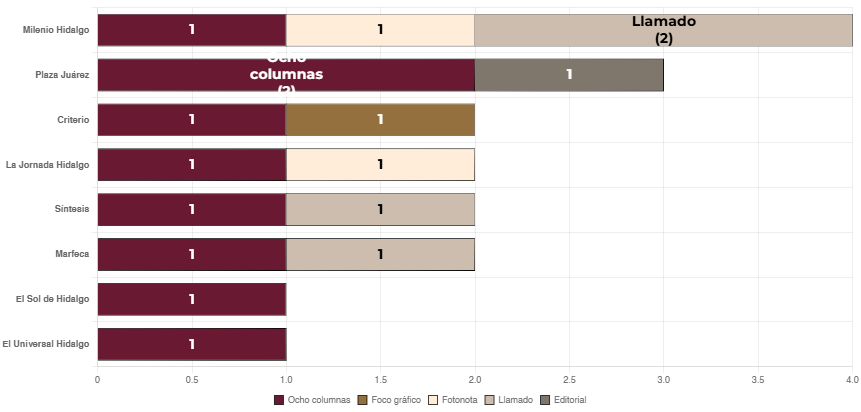 Milenio Hidalgo
1
1
Llamado
(2)
Plaza Juárez
Ocho
columnas
(2)
1
Criterio
1
1
La Jornada Hidalgo
1
1
Síntesis
1
1
Marfeca
1
1
El Sol de Hidalgo
1
El Universal Hidalgo
1
0 0.5 1.0 1.5 2.0 2.5 3.0 3.5 4.0
Ocho columnas Foco gráfico Fotonota Llamado Editorial